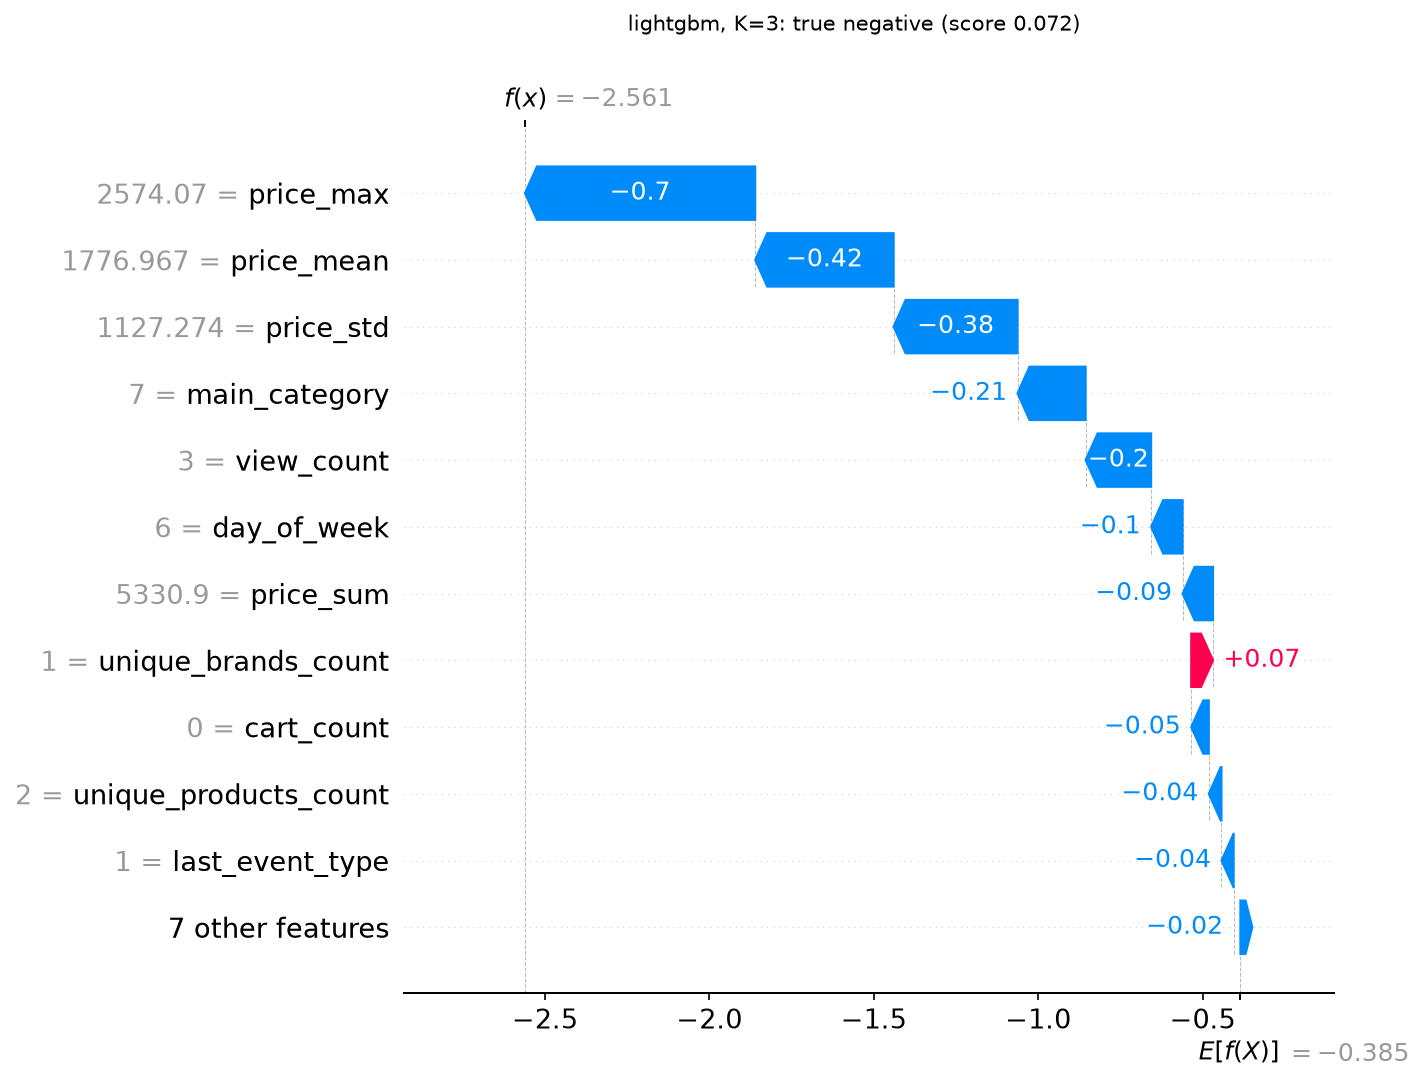 lightgbm, K=3: true negative (score 0.072)
f(x) = −2.561
2574.07 = price_max
−0.7
1776.967 = price_mean
−0.42
1127.274 = price_std
−0.38
7 = main_category
−0.21
3 = view_count
−0.2
6 = day_of_week
−0.1
5330.9 = price_sum
−0.09
1 = unique_brands_count
+0.07
0 = cart_count
−0.05
2 = unique_products_count
−0.04
1 = last_event_type
−0.04
7 other features
−0.02
−2.5 −2.0 −1.5 −1.0 −0.5
E[f(X)] = −0.385